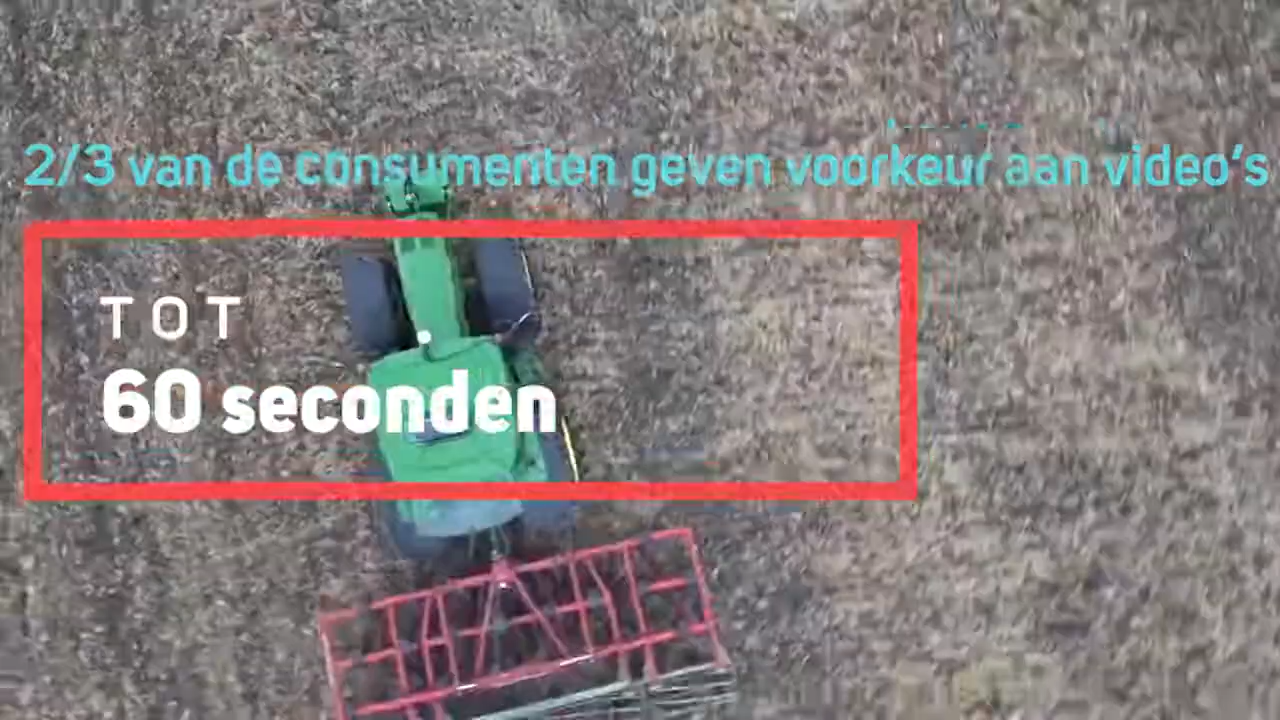 2/3 van de consumenten geven voorkeur aan video's
TOT
60 seconden